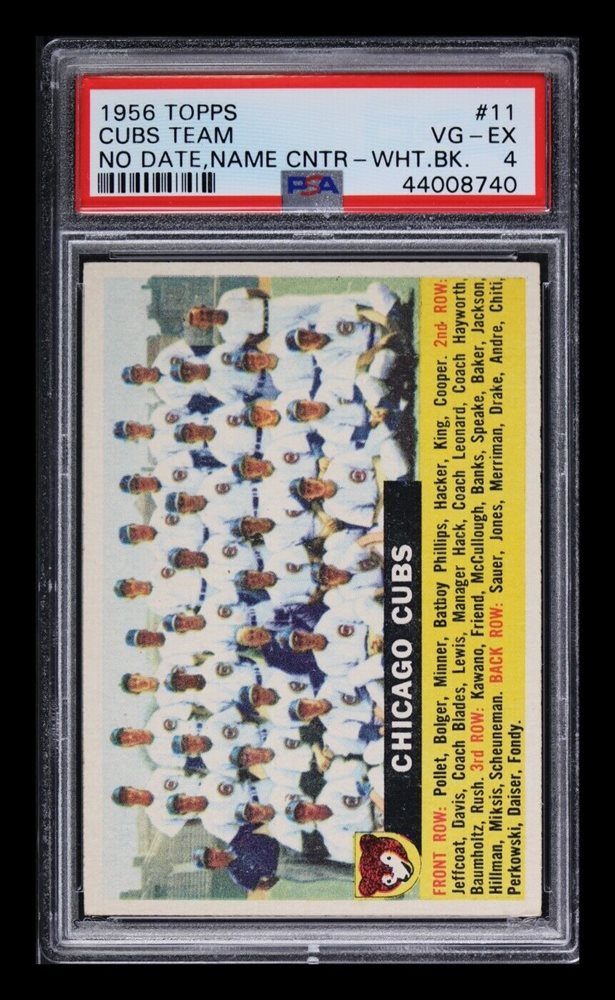 1956 TOPPS #11
CUBS TEAM VG-EX
NO DATE,NAME CNTR-WHT.BK. 4
PSA 44008740
CHICAGO CUBS
FRONT ROW: Pollet, Bolger, Minner, Batboy Phillips, Hacker, King, Cooper. 2nd ROW:
Jeffcoat, Davis, Coach Blades, Lewis, Manager Hack, Coach Leonard, Coach Hayworth,
Baumholtz, Rush. 3rd ROW: Kawano, Friend, McCullough, Banks, Speake, Baker, Jackson,
Hillman, Miksis, Scheuneman. BACK ROW: Sauer, Jones, Merriman, Drake, Andre, Chiti,
Perkowski, Daiser, Fondy.